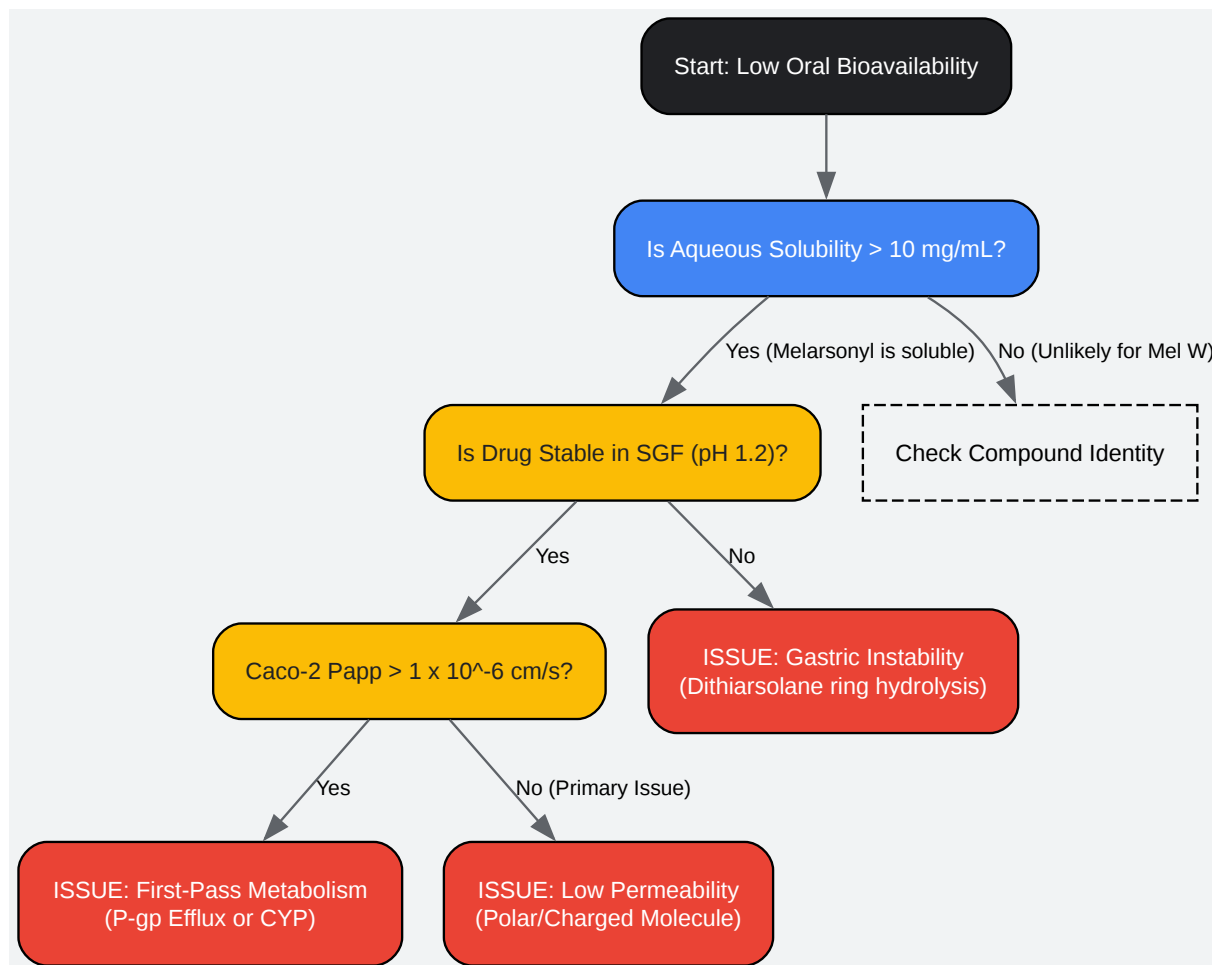 Start: Low Oral Bioavailability
Is Aqueous Solubility > 10 mg/mL?
Yes (Melarsonyl is soluble)
No (Unlikely for Mel W)
Is Drug Stable in SGF (pH 1.2)?
Check Compound Identity
Yes
No
Caco-2 Papp > 1 x 10^-6 cm/s?
ISSUE: Gastric Instability
(Dithiarsolane ring hydrolysis)
Yes
No (Primary Issue)
ISSUE: First-Pass Metabolism
(P-gp Efflux or CYP)
ISSUE: Low Permeability
(Polar/Charged Molecule)